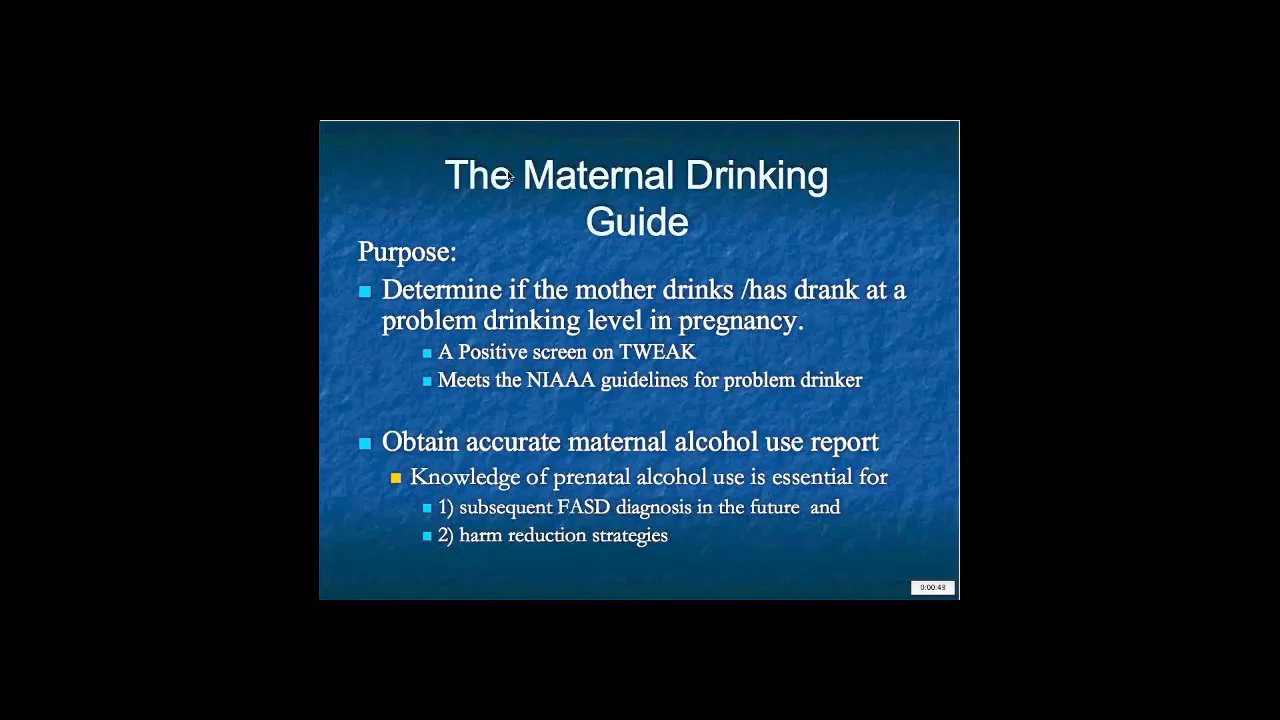 The Maternal Drinking
Guide
Purpose:
Determine if the mother drinks /has drank at a
problem drinking level in pregnancy.
A Positive screen on TWEAK
Meets the NIAAA guidelines for problem drinker
Obtain accurate maternal alcohol use report
Knowledge of prenatal alcohol use is essential for
1) subsequent FASD diagnosis in the future and
2) harm reduction strategies
0:00:49